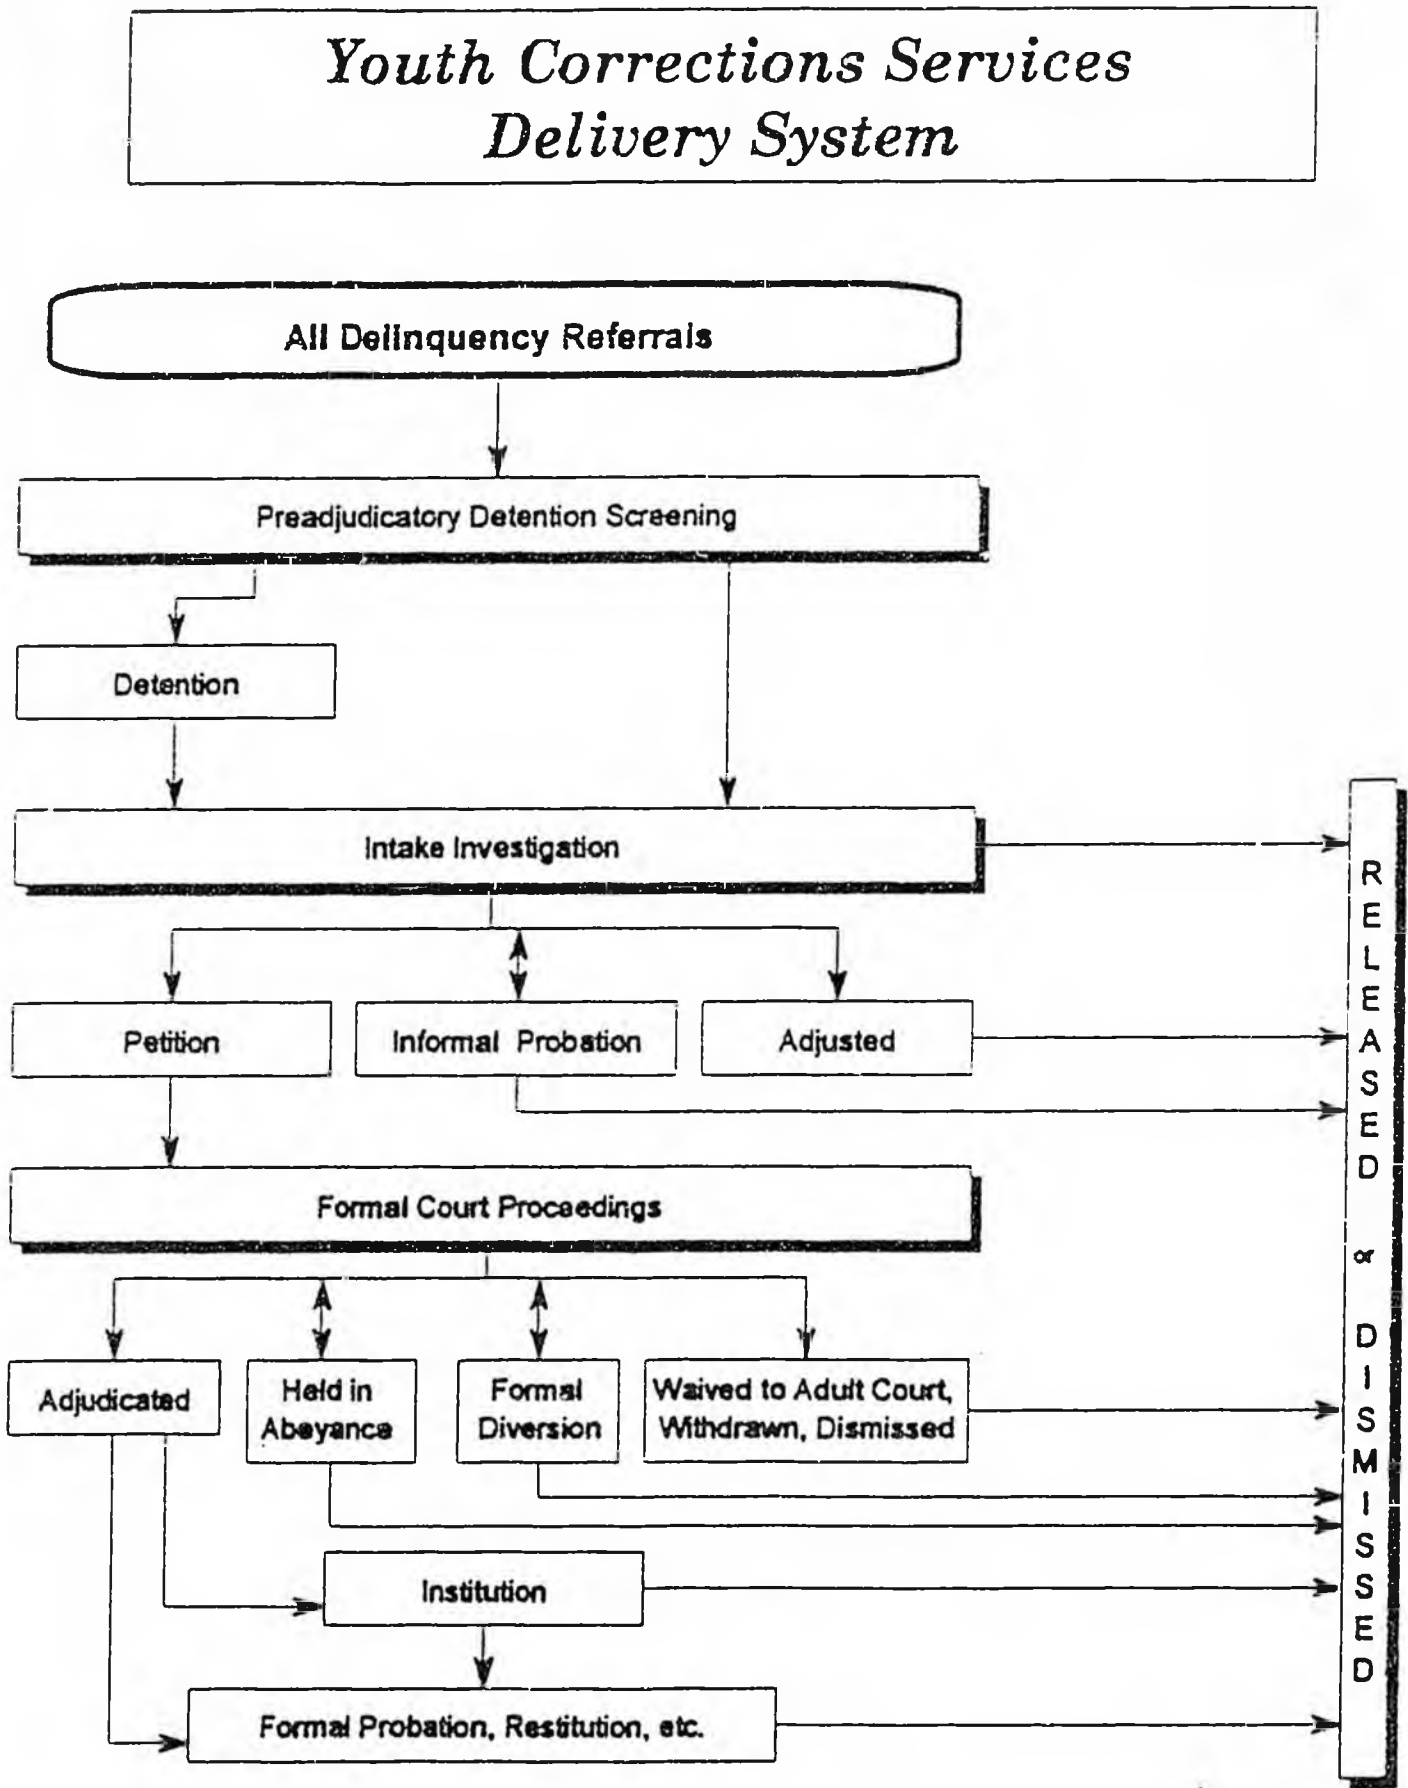 Youth Corrections Services
Delivery System
All Delinquency Referrals
Preadjudicatory Detention Screening
Detention
Intake Investigation
Petition
Informal Probation
Adjusted
Formal Court Proceedings
Adjudicated
Held in
Abeyance
Formal
Diversion
Waived to Adult Court,
Withdrawn, Dismissed
Institution
Formal Probation, Restitution, etc.
RELEASED or DISMISSED